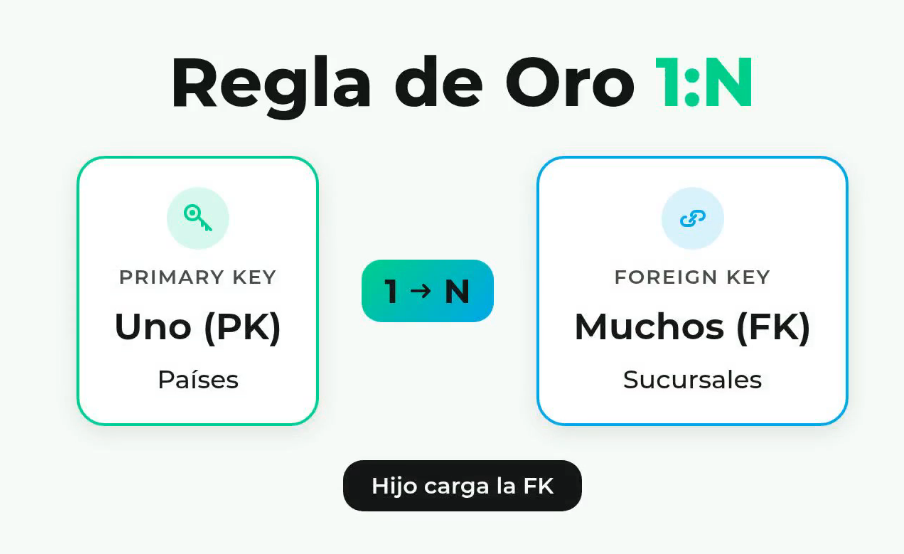 Regla de Oro 1:N
PRIMARY KEY
Uno (PK)
Países
1 → N
FOREIGN KEY
Muchos (FK)
Sucursales
Hijo carga la FK